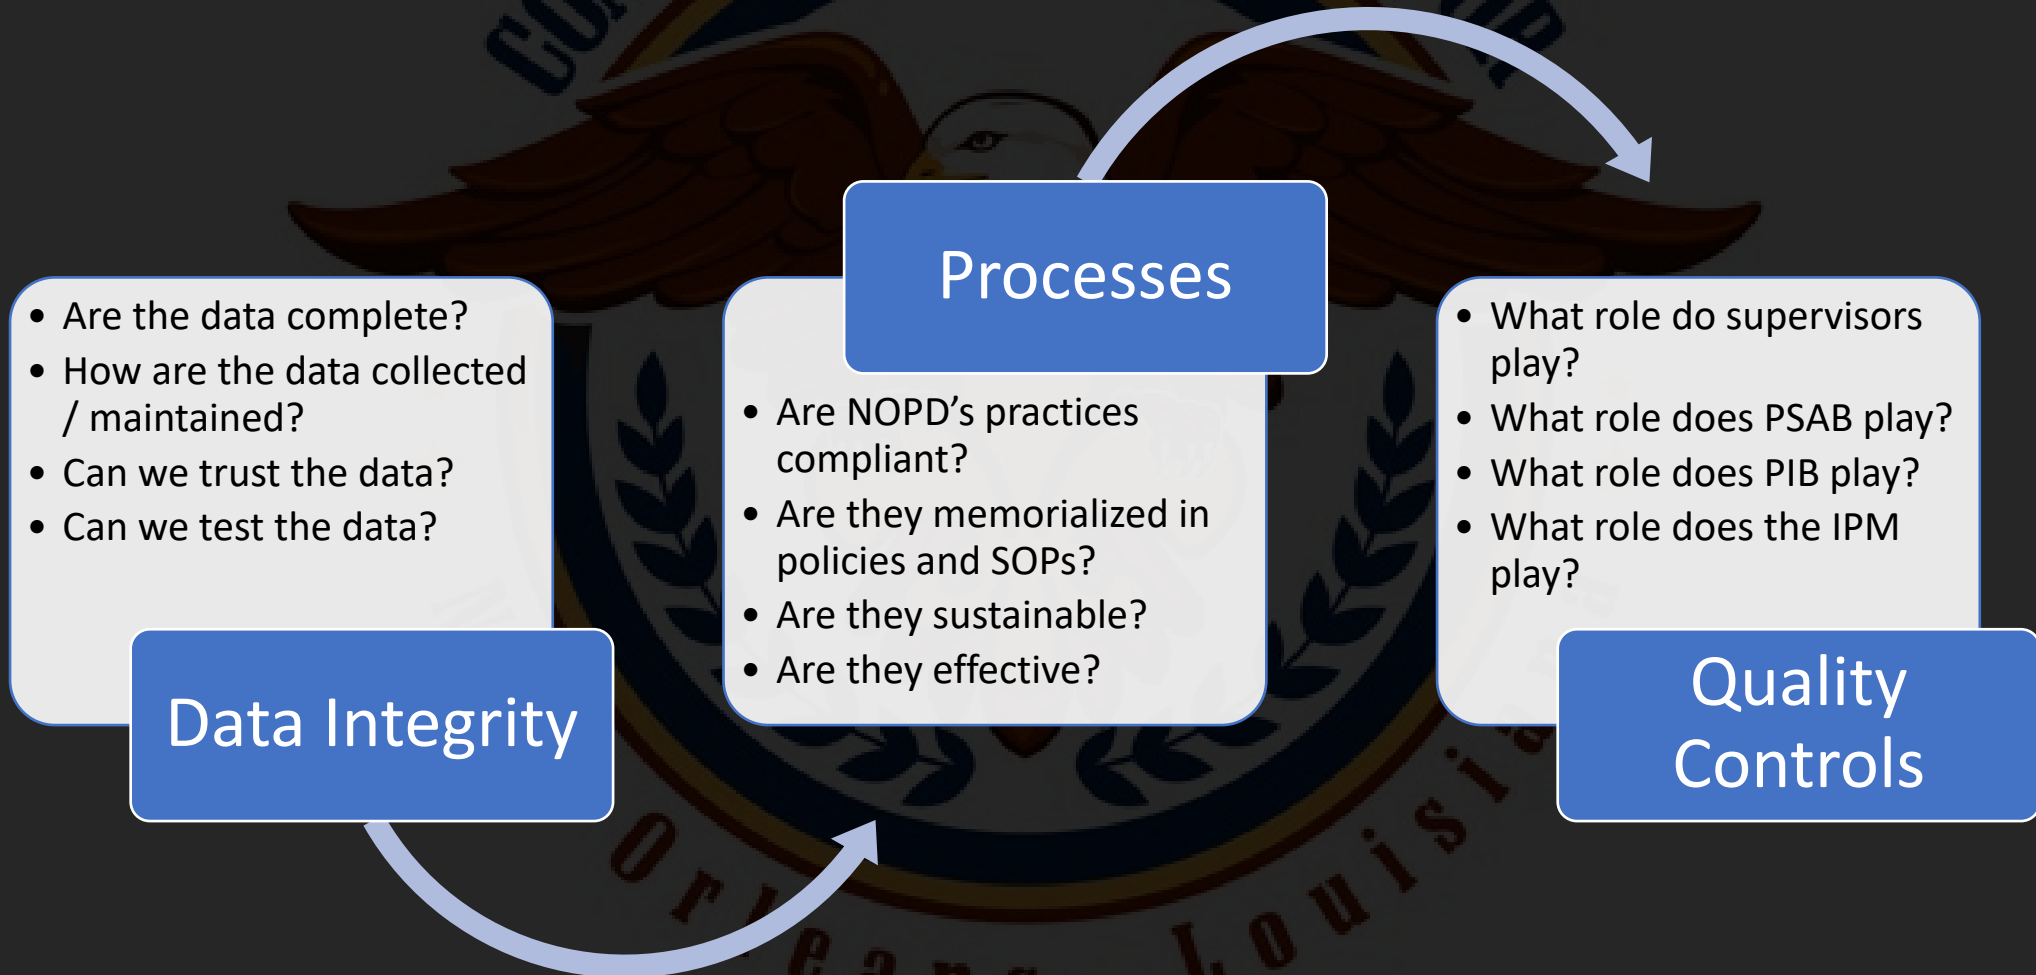 • Are the data complete?
• How are the data collected
/ maintained?
• Can we trust the data?
• Can we test the data?
Data Integrity
Processes
• Are NOPD’s practices
compliant?
• Are they memorialized in
policies and SOPs?
• Are they sustainable?
• Are they effective?
• What role do supervisors
play?
• What role does PSAB play?
• What role does PIB play?
• What role does the IPM
play?
Quality
Controls
Orleans